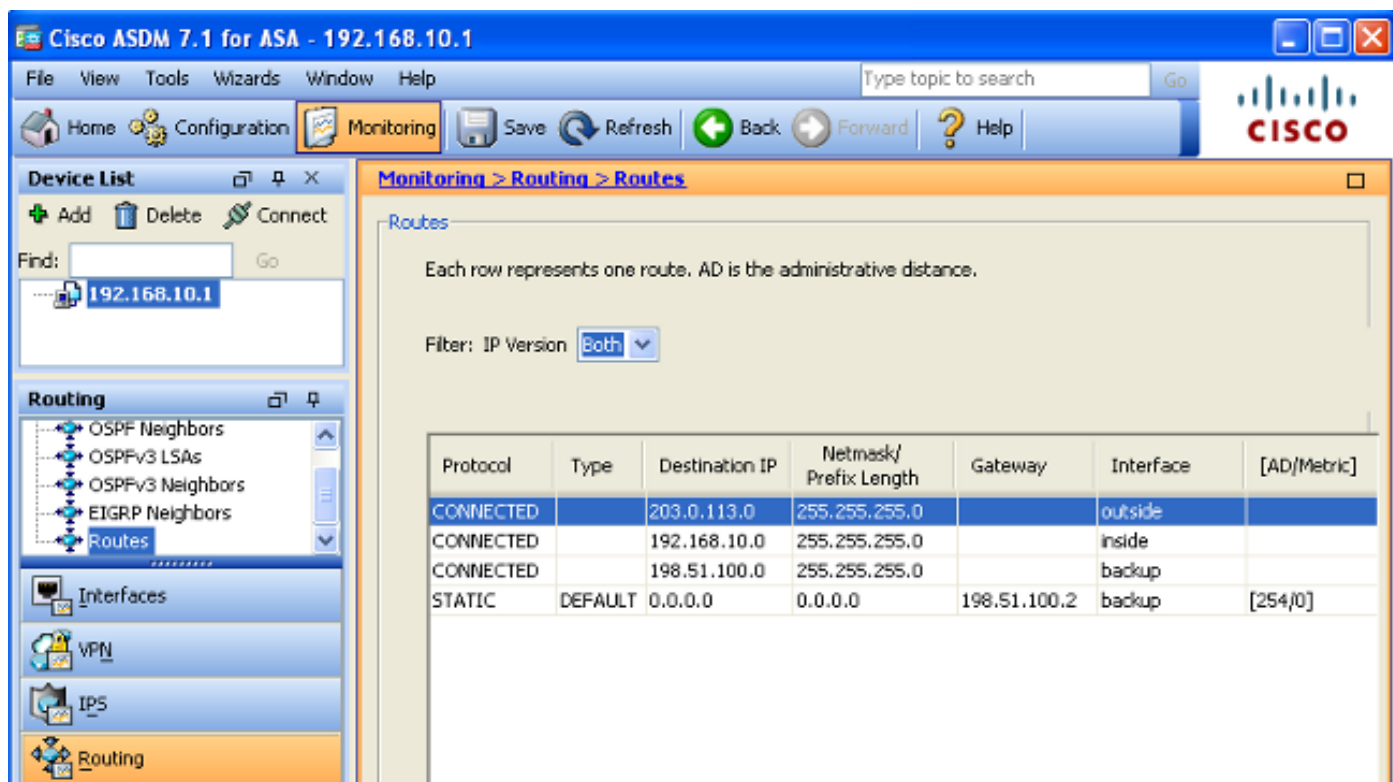 Cisco ASDM 7.1 for ASA - 192.168.10.1
File View Tools Wizards Window Help
Type topic to search Go
Home Configuration Monitoring Save Refresh Back Forward Help
CISCO
Device List
Add Delete Connect
Find: Go
192.168.10.1
Routing
OSPF Neighbors
OSPFv3 LSAs
OSPFv3 Neighbors
EIGRP Neighbors
Routes
Interfaces
VPN
IPS
Routing
Monitoring > Routing > Routes
Routes
Each row represents one route. AD is the administrative distance.
Filter: IP Version Both
Protocol Type Destination IP Netmask/ Prefix Length Gateway Interface [AD/Metric]
CONNECTED 203.0.113.0 255.255.255.0 outside
CONNECTED 192.168.10.0 255.255.255.0 inside
CONNECTED 198.51.100.0 255.255.255.0 backup
STATIC DEFAULT 0.0.0.0 0.0.0.0 198.51.100.2 backup [254/0]